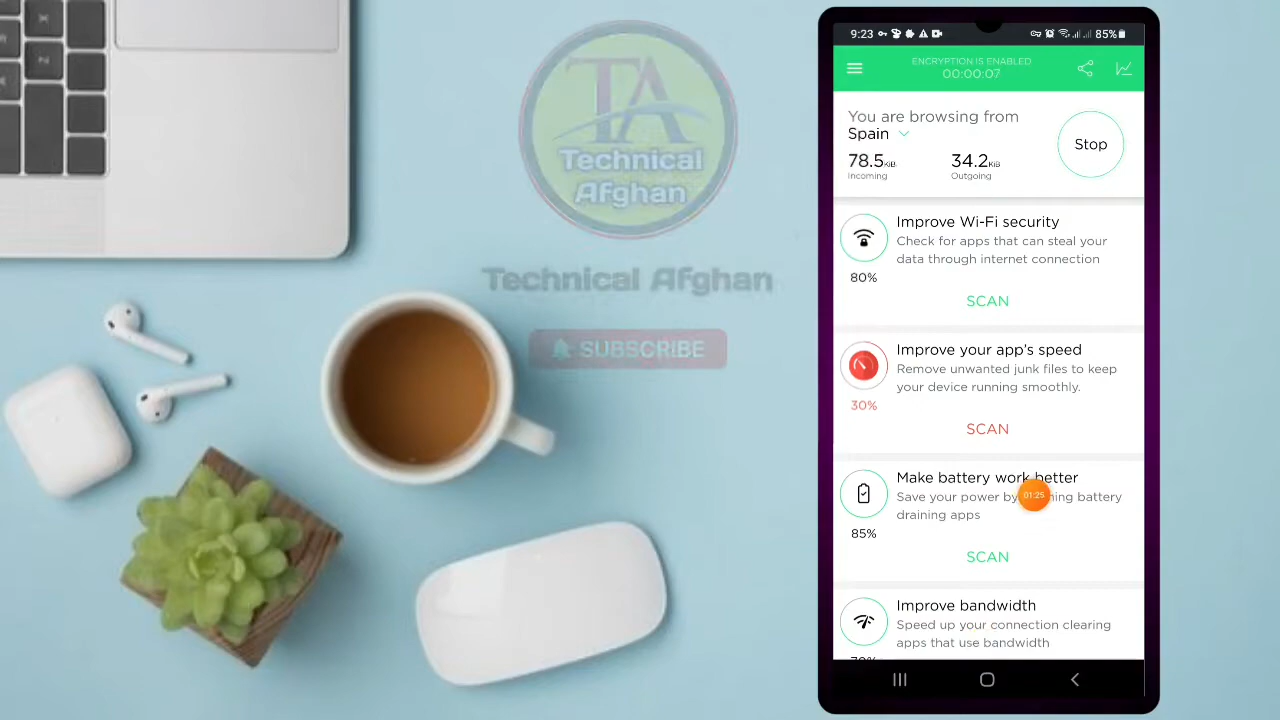 TA
Technical
Afghan
Technical Afghan
SUBSCRIBE
9:23
85%
ENCRYPTION IS ENABLED
00:00:07
You are browsing from
Spain
Stop
78.5KiB
34.2KiB
Incoming
Outgoing
Improve Wi-Fi security
Check for apps that can steal your
data through internet connection
80%
SCAN
Improve your app's speed
Remove unwanted junk files to keep
your device running smoothly.
30%
SCAN
Make battery work better
Save your power by battery
01:25
draining apps
85%
SCAN
Improve bandwidth
Speed up your connection clearing
apps that use bandwidth